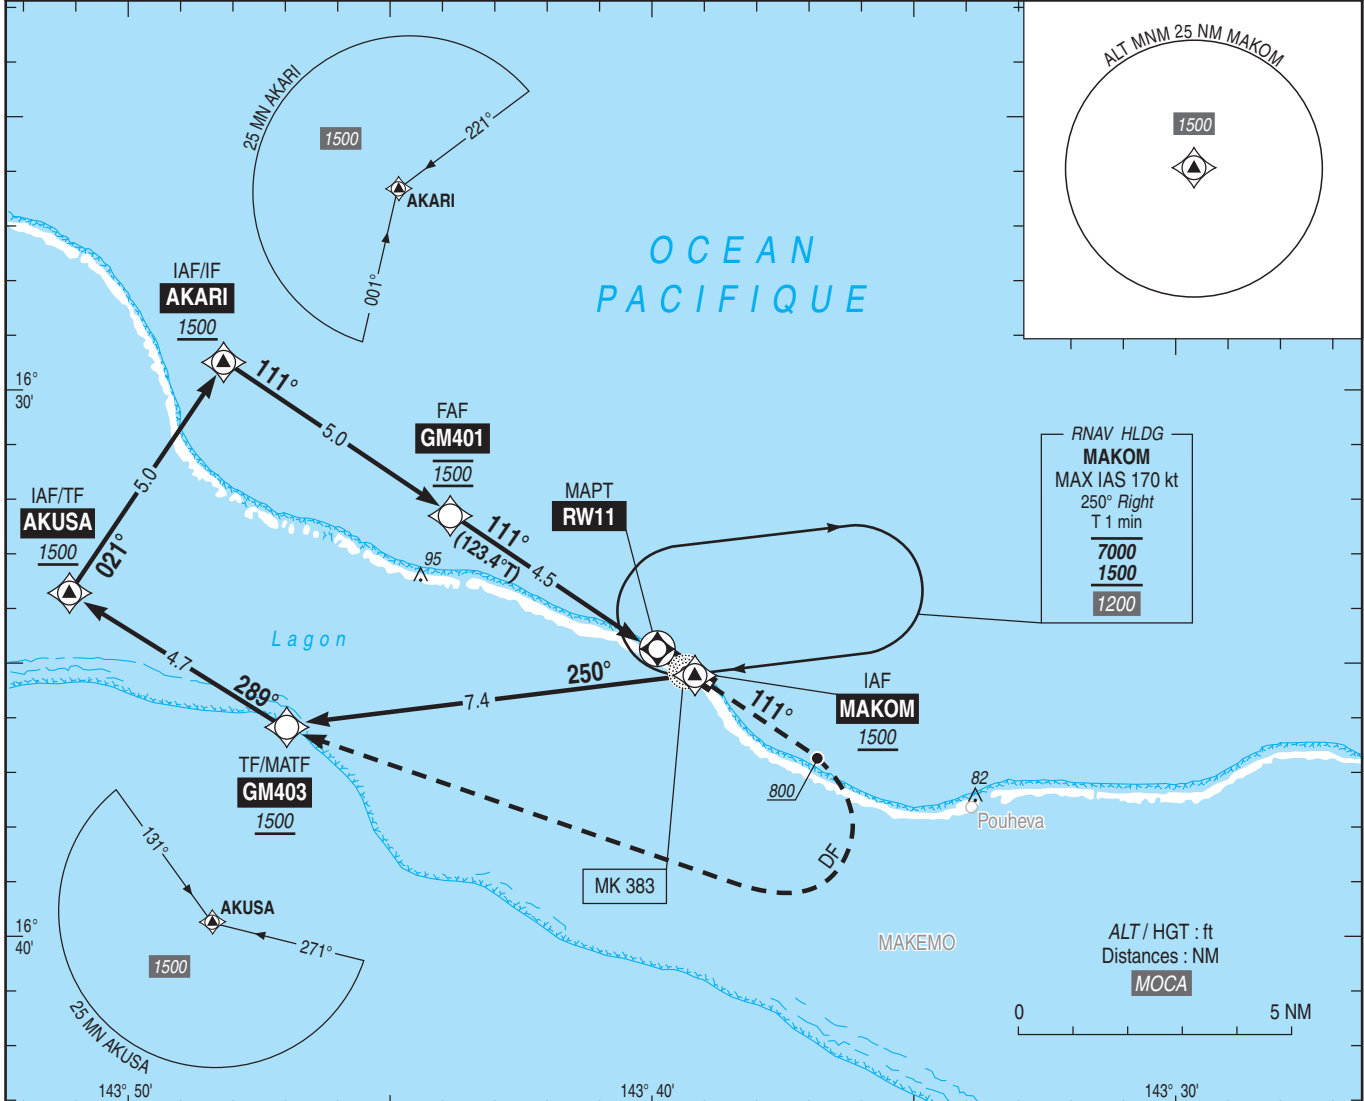 25 MN AKARI
1500
221°
AKARI
001°
ALT MNM 25 NM MAKOM
1500
OCEAN
PACIFIQUE
IAF/IF
AKARI
1500
111°
5.0
16°
30'
FAF
GM401
1500
111°
(123.4°T)
4.5
IAF/TF
AKUSA
1500
021°
5.0
95
MAPT
RW11
RNAV HLDG
MAKOM
MAX IAS 170 kt
250° Right
T 1 min
7000
1500
1200
Lagon
4.7
289°
250°
7.4
111°
IAF
MAKOM
1500
TF/MATF
GM403
1500
800
82
Pouheva
DF
MK 383
131°
AKUSA
271°
1500
25 MN AKUSA
16°
40'
MAKEMO
ALT / HGT : ft
Distances : NM
MOCA
0 5 NM
143° 50' 143° 40' 143° 30'